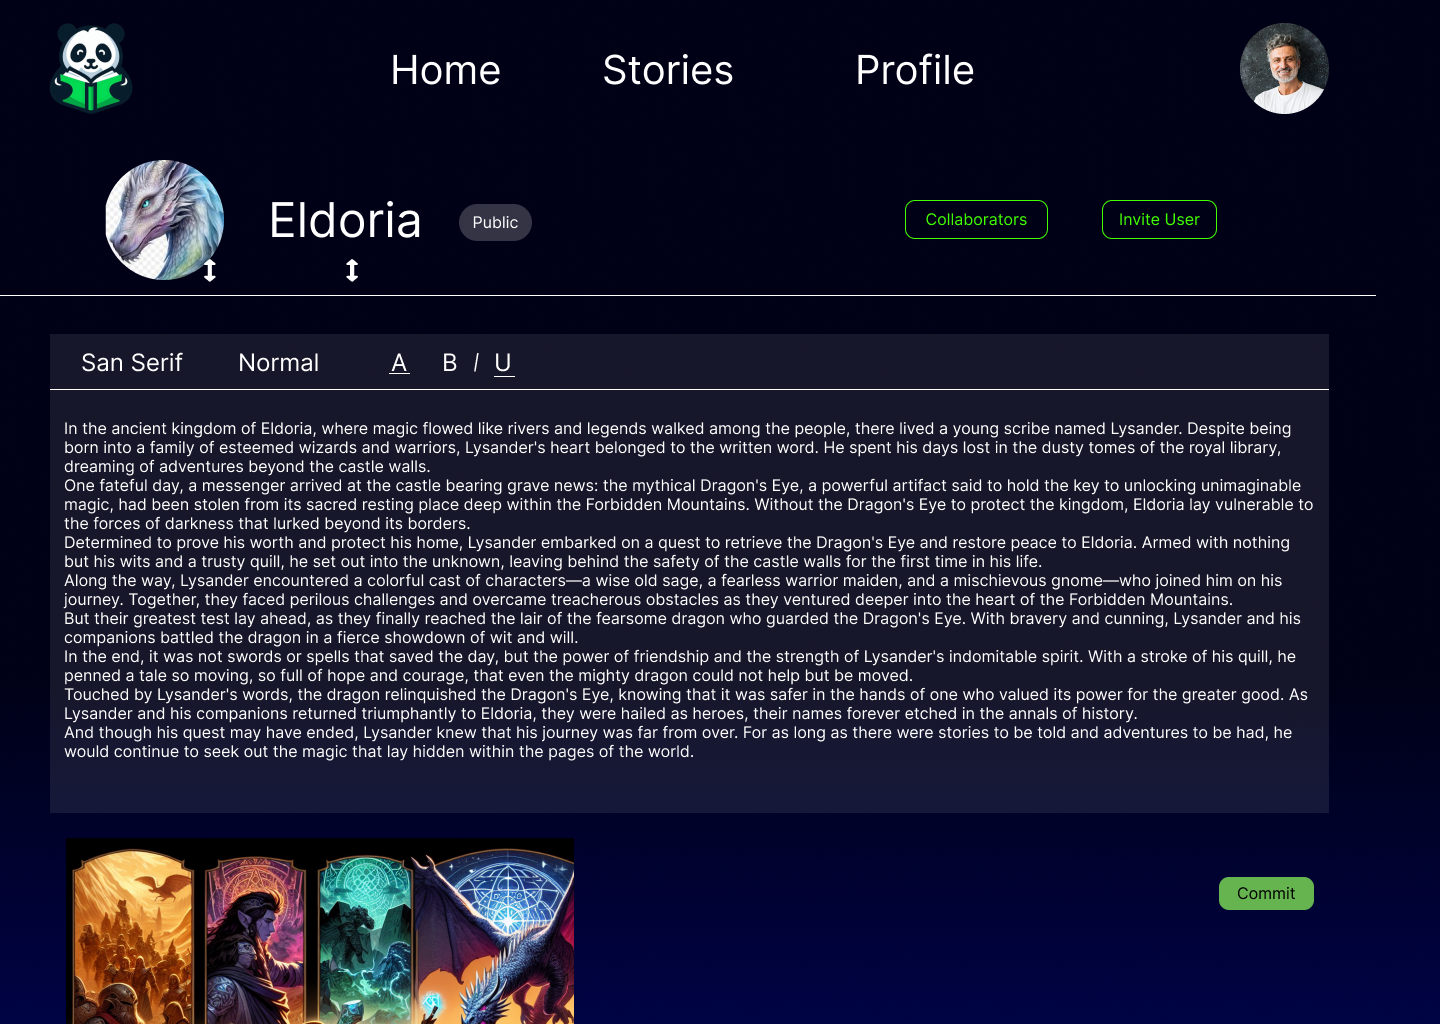 Home Stories Profile
Eldoria Public Collaborators Invite User
San Serif Normal A B I U
In the ancient kingdom of Eldoria, where magic flowed like rivers and legends walked among the people, there lived a young scribe named Lysander. Despite being
born into a family of esteemed wizards and warriors, Lysander's heart belonged to the written word. He spent his days lost in the dusty tomes of the royal library,
dreaming of adventures beyond the castle walls.
One fateful day, a messenger arrived at the castle bearing grave news: the mythical Dragon's Eye, a powerful artifact said to hold the key to unlocking unimaginable
magic, had been stolen from its sacred resting place deep within the Forbidden Mountains. Without the Dragon's Eye to protect the kingdom, Eldoria lay vulnerable to
the forces of darkness that lurked beyond its borders.
Determined to prove his worth and protect his home, Lysander embarked on a quest to retrieve the Dragon's Eye and restore peace to Eldoria. Armed with nothing
but his wits and a trusty quill, he set out into the unknown, leaving behind the safety of the castle walls for the first time in his life.
Along the way, Lysander encountered a colorful cast of characters—a wise old sage, a fearless warrior maiden, and a mischievous gnome—who joined him on his
journey. Together, they faced perilous challenges and overcame treacherous obstacles as they ventured deeper into the heart of the Forbidden Mountains.
But their greatest test lay ahead, as they finally reached the lair of the fearsome dragon who guarded the Dragon's Eye. With bravery and cunning, Lysander and his
companions battled the dragon in a fierce showdown of wit and will.
In the end, it was not swords or spells that saved the day, but the power of friendship and the strength of Lysander's indomitable spirit. With a stroke of his quill, he
penned a tale so moving, so full of hope and courage, that even the mighty dragon could not help but be moved.
Touched by Lysander's words, the dragon relinquished the Dragon's Eye, knowing that it was safer in the hands of one who valued its power for the greater good. As
Lysander and his companions returned triumphantly to Eldoria, they were hailed as heroes, their names forever etched in the annals of history.
And though his quest may have ended, Lysander knew that his journey was far from over. For as long as there were stories to be told and adventures to be had, he
would continue to seek out the magic that lay hidden within the pages of the world.
Commit